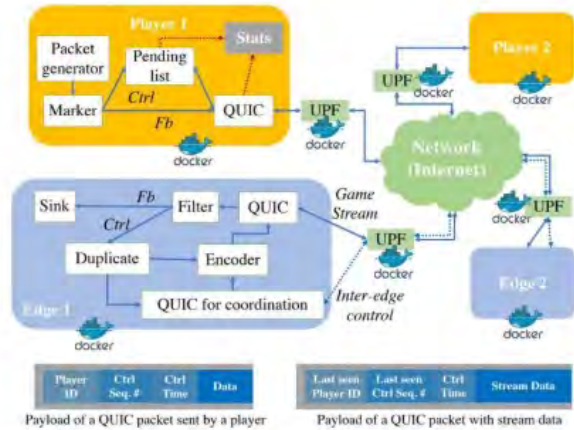 Player 1
Packet
generator
Pending
list
Stats
Marker
Ctrl
Fb
QUIC
docker
UPF
docker
UPF
docker
Player 2
docker
Network
(Internet)
docker
Sink
Fb
Filter
QUIC
Ctrl
Duplicate
Encoder
QUIC for coordination
Edge 1
docker
Game
Stream
UPF
docker
Inter-edge
control
UPF
docker
Edge 2
docker
Player
ID
Ctrl
Seq. #
Ctrl
Time
Data
Payload of a QUIC packet sent by a player
Last seen
Player ID
Last seen
Ctrl Seq. #
Ctrl
Time
Stream Data
Payload of a QUIC packet with stream data